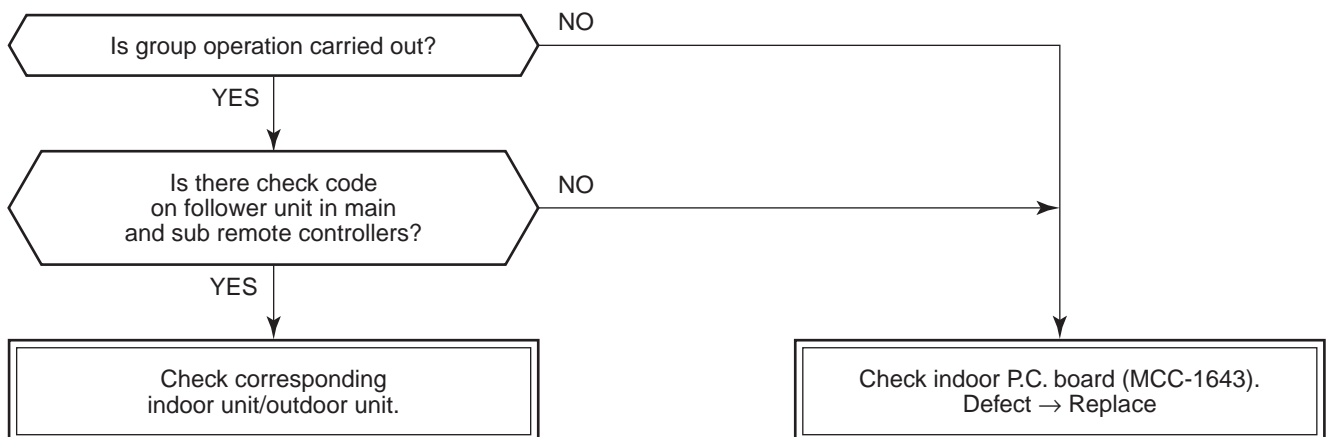 Is group operation carried out?
NO
YES
Is there check code
on follower unit in main
and sub remote controllers?
NO
YES
Check corresponding
indoor unit/outdoor unit.
Check indoor P.C. board (MCC-1643).
Defect → Replace